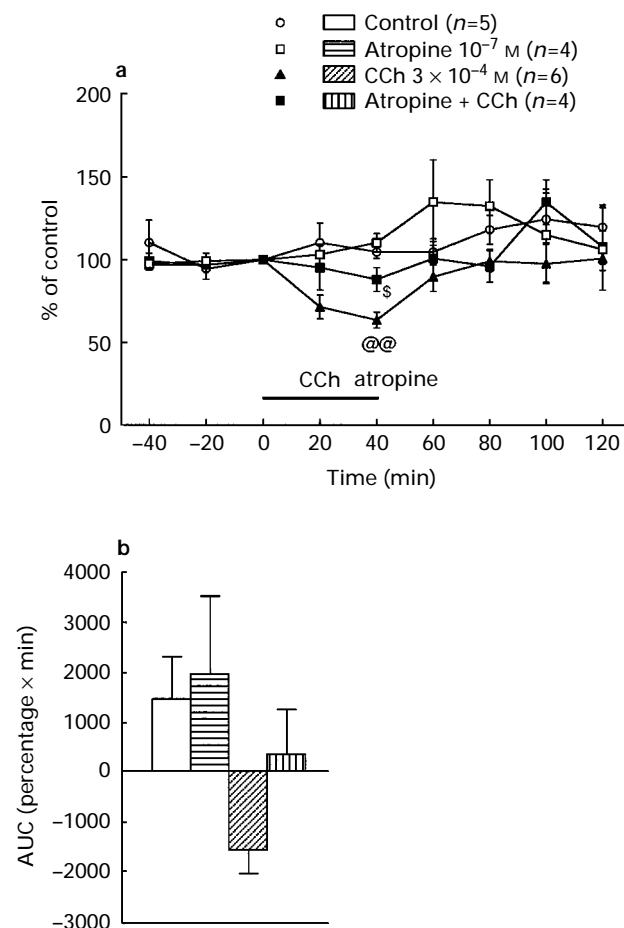 Control (n=5)
Atropine 10⁻⁷ M (n=4)
CCh 3 × 10⁻⁴ M (n=6)
Atropine + CCh (n=4)
a
200
150
100
50
0
% of control
$
@@
CCh atropine
−40 −20 0 20 40 60 80 100 120
Time (min)
b
4000
3000
2000
1000
0
−1000
−2000
−3000
AUC (percentage × min)